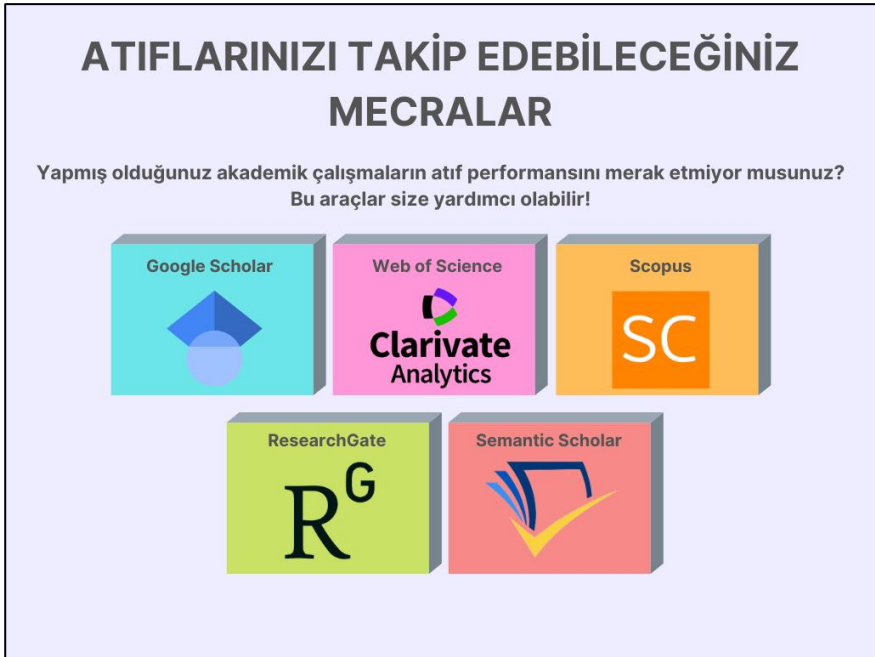 ATIFLARINIZI TAKİP EDEBİLECEĞİNİZ
MECRALAR
Yapmış olduğunuz akademik çalışmaların atıf performansını merak etmiyor musunuz?
Bu araçlar size yardımcı olabilir!
Google Scholar
Web of Science
Clarivate
Analytics
Scopus
SC
ResearchGate
RG
Semantic Scholar